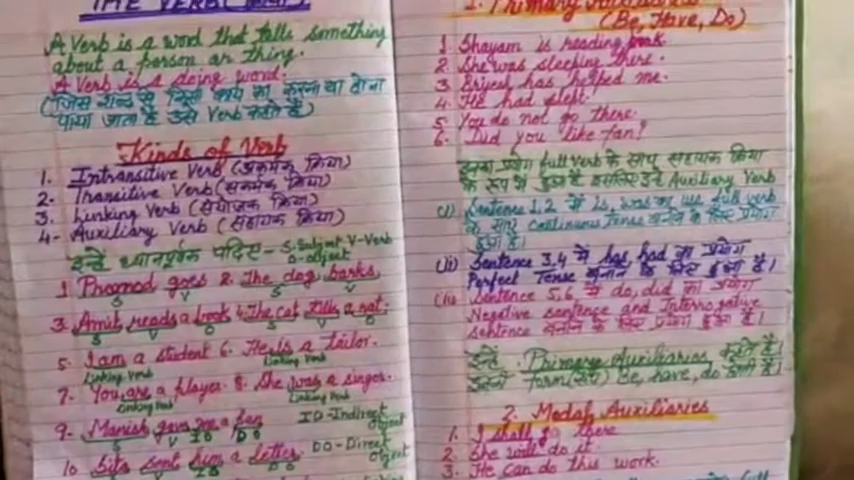 THE VERB
A Verb is a word that tells something
about a person or thing.
A Verb is a doing word.
(जिस शब्द से किसी कार्य का करना या होना
पाया जाता है उसे Verb कहते हैं)
Kinds of Verb
1. Intransitive Verb (अकर्मक क्रिया)
2- Transitive Verb (सकर्मक क्रिया)
3. Linking Verb (संयोजक क्रिया)
4- Auxiliary Verb (सहायक क्रिया)
इन्हें ध्यानपूर्वक पढ़िए- S-Subject V-Verb
O-object
1. Pramod goes 2. The dog barks.
S V S V
3. Amit reads a book 4. The cat kills a rat.
S V O S V O
5. I am a student 6. He is a tailor.
Linking Verb Linking Verb
7. You are a player. 8. She was a singer.
Linking Verb Linking Verb
9. Manish gave me a fan IO-Indirect
S V IO DO Object
10. Sita sent him a letter. DO-Direct
S V IO DO Object
1. Primary Auxiliaries
(Be, Have, Do)
1. Shayam is reading book.
2. She was sleeping there.
3. Brijesh has helped me.
4. He had slept.
5. You do not go there.
6. Did you like fan?
इनका प्रयोग full verb के साथ सहायक क्रिया
के रूप में हुआ है इसलिए इन्हें Auxiliary Verb
(i) Sentence 1,2 में is, was का use full verb
के साथ Continuous Tense बनाने के लिए प्रयोग
हुआ है।
(ii) Sentence 3,4 में has, had का प्रयोग
Perfect Tense बनाने के लिए हुआ है।
(iii) Sentence 5,6 में do, did का प्रयोग
Negative sentence and Interrogative
sentence बनाने के लिए प्रयोग हुआ है।
इन्हें Primary Auxiliaries कहते हैं।
इनकी form (रूप) Be, have, do होती है।
2. Modal Auxiliaries
1. I shall go there
2. She will do it.
3. He can do this work.
full